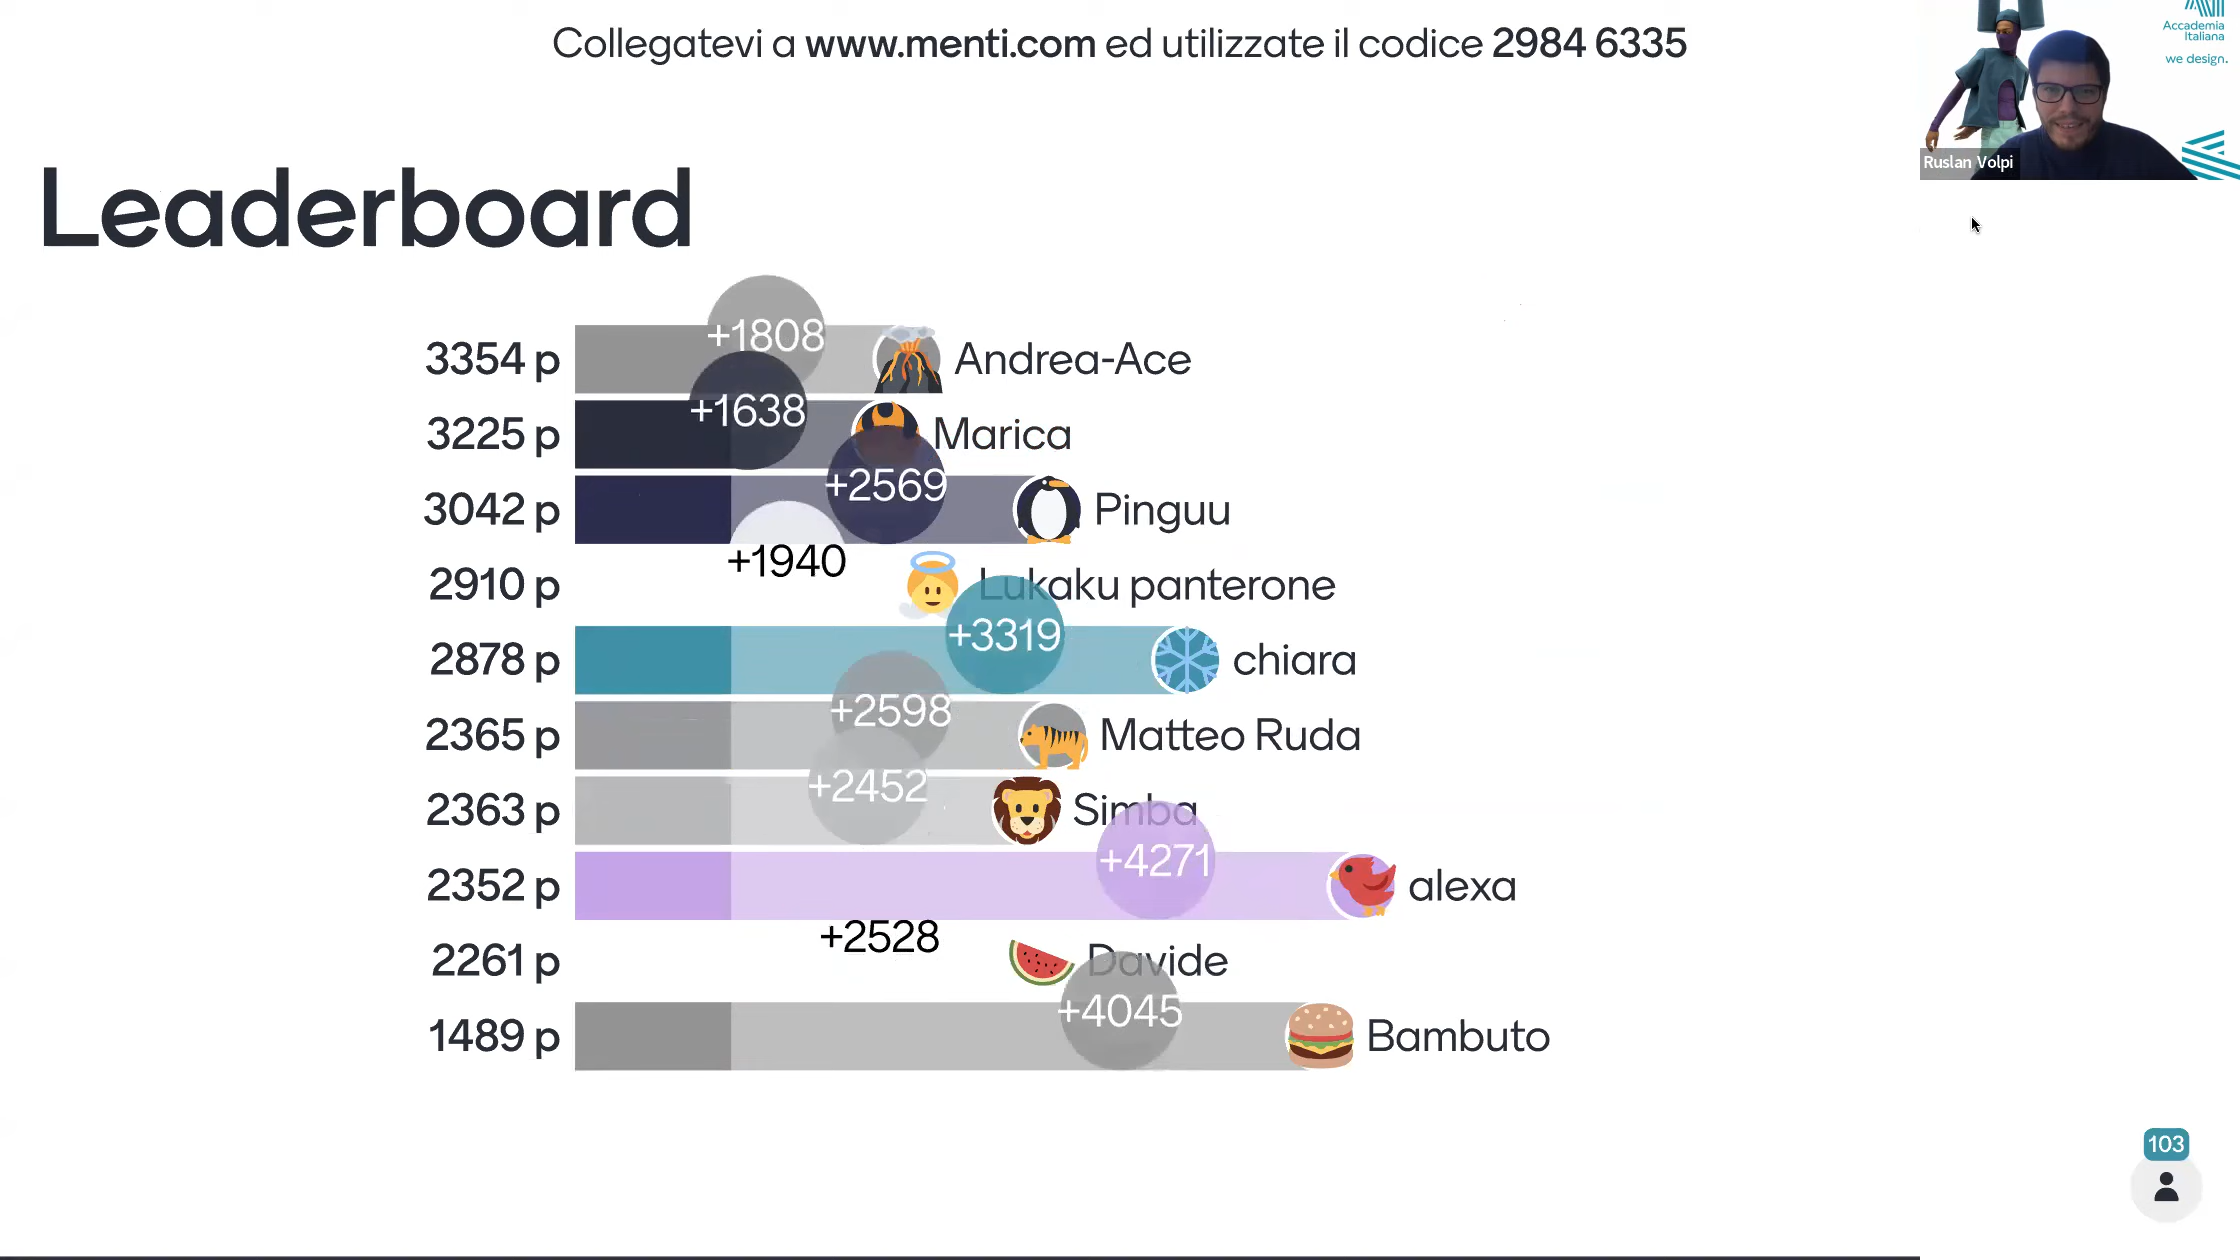 Collegatevi a www.menti.com ed utilizzate il codice 2984 6335
Accademia
Italiana
we design.
Ruslan Volpi
Leaderboard
3354 p +1808 Andrea-Ace
3225 p +1638 Marica
3042 p +2569 Pinguu
2910 p +1940 Lukaku panterone
2878 p +3319 chiara
2365 p +2598 Matteo Ruda
2363 p +2452 Simba
2352 p +4271 alexa
2261 p +2528 Davide
1489 p +4045 Bambuto
103